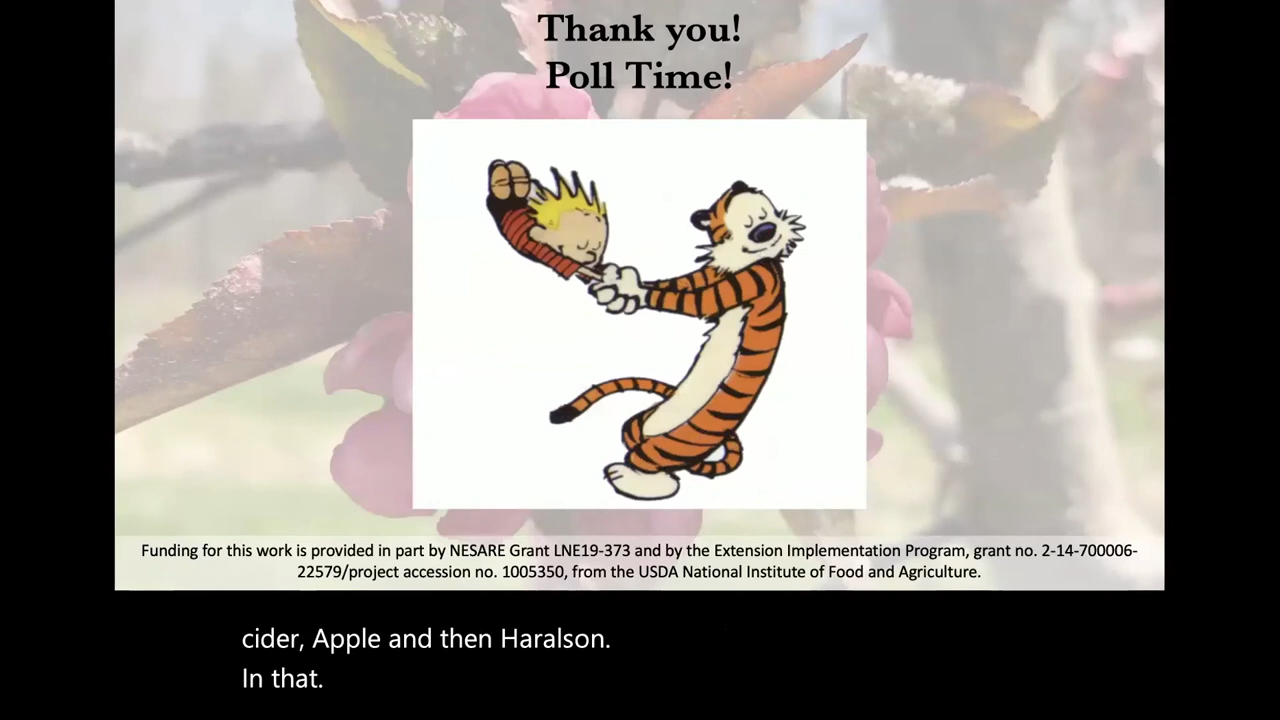 Thank you!
Poll Time!
Funding for this work is provided in part by NESARE Grant LNE19-373 and by the Extension Implementation Program, grant no. 2-14-700006-
22579/project accession no. 1005350, from the USDA National Institute of Food and Agriculture.
cider, Apple and then Haralson.
In that.